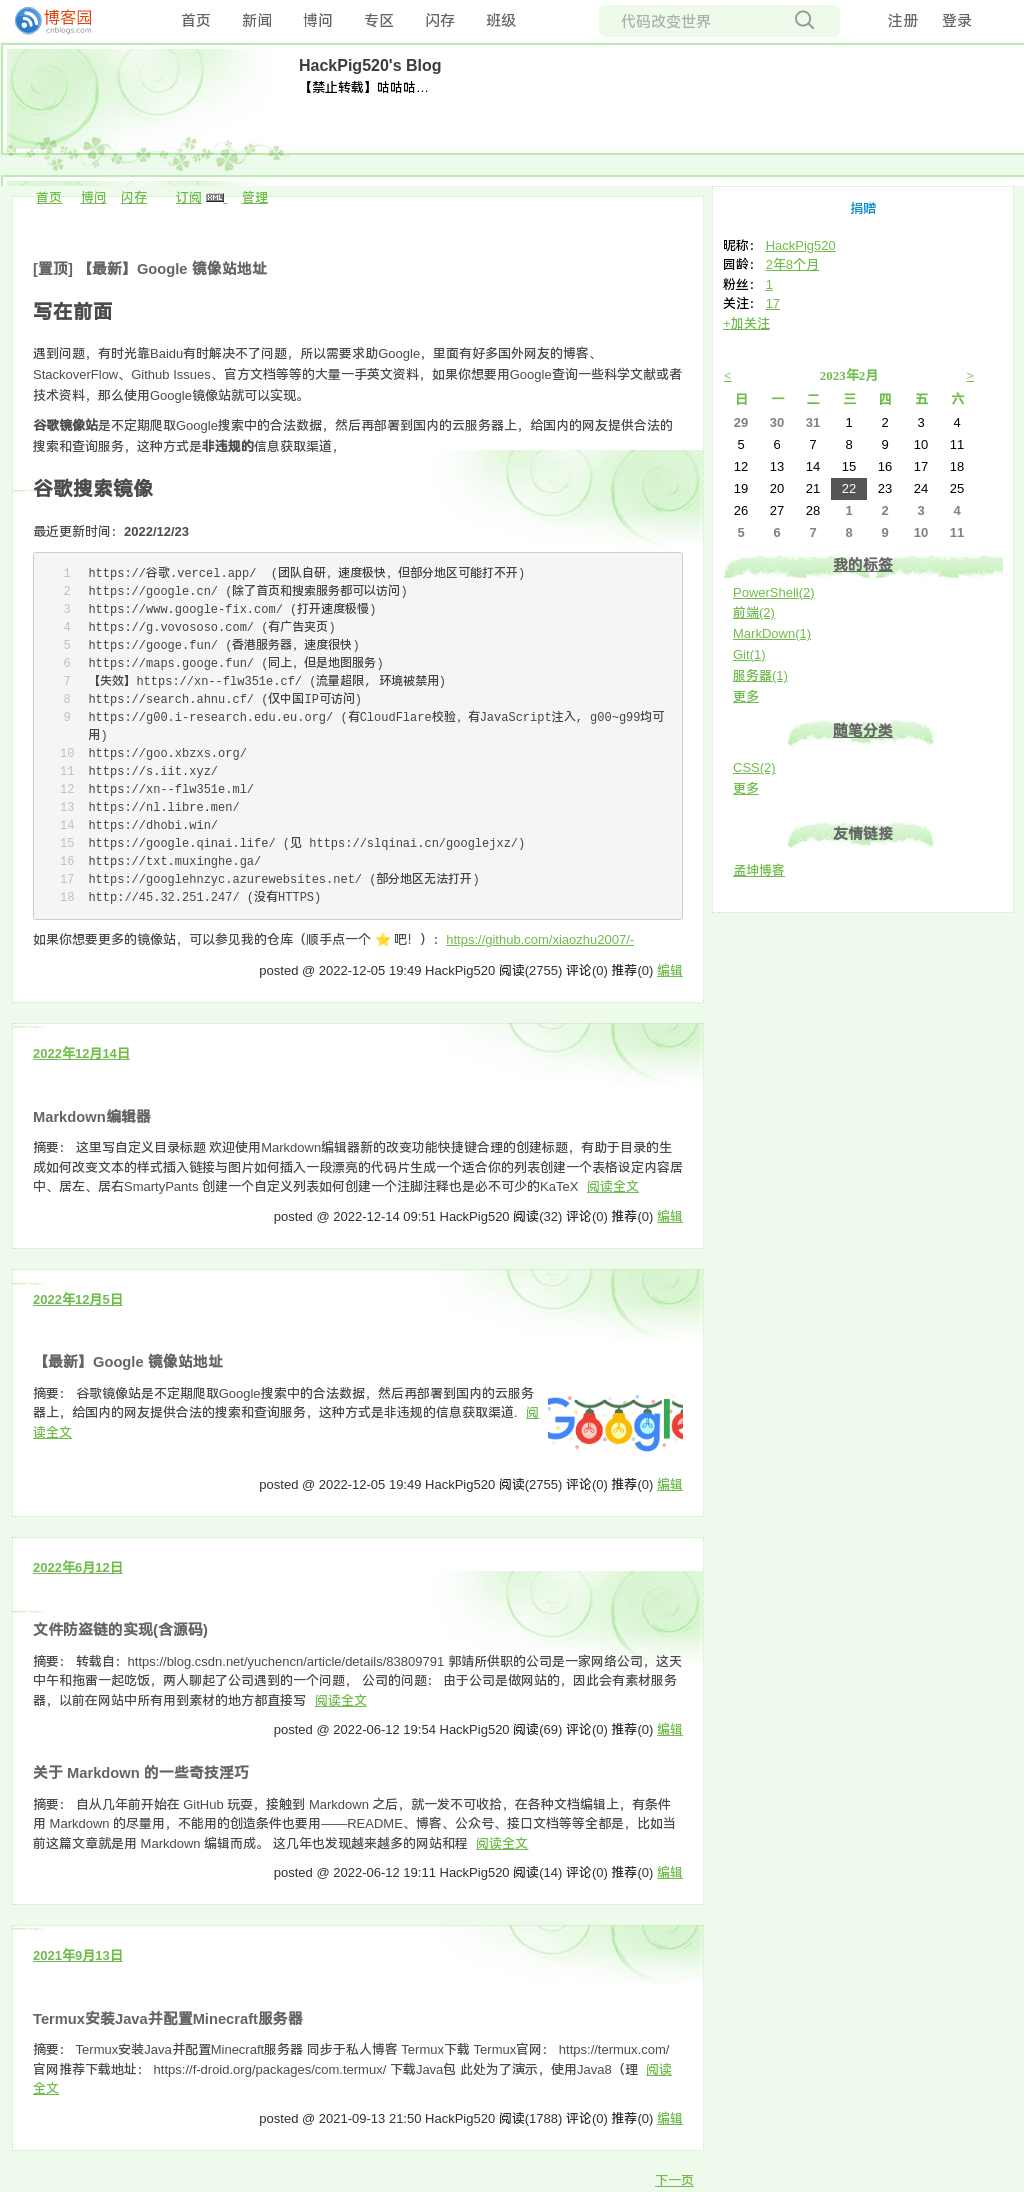 博客园
cnblogs.com
首页 新闻 博问 专区 闪存 班级
代码改变世界
注册 登录
HackPig520's Blog
【禁止转载】咕咕咕…
首页 博问 闪存 订阅 管理
[置顶] 【最新】Google 镜像站地址
写在前面
遇到问题，有时光靠Baidu有时解决不了问题，所以需要求助Google，里面有好多国外网友的博客、
StackoverFlow、Github Issues、官方文档等等的大量一手英文资料，如果你想要用Google查询一些科学文献或者
技术资料，那么使用Google镜像站就可以实现。
谷歌镜像站是不定期爬取Google搜索中的合法数据，然后再部署到国内的云服务器上，给国内的网友提供合法的
搜索和查询服务，这种方式是非违规的信息获取渠道，
谷歌搜索镜像
最近更新时间：2022/12/23
1 https://谷歌.vercel.app/ (团队自研，速度极快，但部分地区可能打不开)
2 https://google.cn/ (除了首页和搜索服务都可以访问)
3 https://www.google-fix.com/ (打开速度极慢)
4 https://g.vovososo.com/ (有广告夹页)
5 https://googe.fun/ (香港服务器，速度很快)
6 https://maps.googe.fun/ (同上，但是地图服务)
7 【失效】https://xn--flw351e.cf/ (流量超限, 环境被禁用)
8 https://search.ahnu.cf/ (仅中国IP可访问)
9 https://g00.i-research.edu.eu.org/ (有CloudFlare校验，有JavaScript注入, g00~g99均可
用)
10 https://goo.xbzxs.org/
11 https://s.iit.xyz/
12 https://xn--flw351e.ml/
13 https://nl.libre.men/
14 https://dhobi.win/
15 https://google.qinai.life/ (见 https://slqinai.cn/googlejxz/)
16 https://txt.muxinghe.ga/
17 https://googlehnzyc.azurewebsites.net/ (部分地区无法打开)
18 http://45.32.251.247/ (没有HTTPS)
如果你想要更多的镜像站，可以参见我的仓库（顺手点一个 ⭐ 吧！）：https://github.com/xiaozhu2007/-
posted @ 2022-12-05 19:49 HackPig520 阅读(2755) 评论(0) 推荐(0) 编辑
2022年12月14日
Markdown编辑器
摘要： 这里写自定义目录标题 欢迎使用Markdown编辑器新的改变功能快捷键合理的创建标题，有助于目录的生
成如何改变文本的样式插入链接与图片如何插入一段漂亮的代码片生成一个适合你的列表创建一个表格设定内容居
中、居左、居右SmartyPants 创建一个自定义列表如何创建一个注脚注释也是必不可少的KaTeX 阅读全文
posted @ 2022-12-14 09:51 HackPig520 阅读(32) 评论(0) 推荐(0) 编辑
2022年12月5日
【最新】Google 镜像站地址
摘要： 谷歌镜像站是不定期爬取Google搜索中的合法数据，然后再部署到国内的云服务
器上，给国内的网友提供合法的搜索和查询服务，这种方式是非违规的信息获取渠道. 阅
读全文
Google
posted @ 2022-12-05 19:49 HackPig520 阅读(2755) 评论(0) 推荐(0) 编辑
2022年6月12日
文件防盗链的实现(含源码)
摘要： 转载自：https://blog.csdn.net/yuchencn/article/details/83809791 郭靖所供职的公司是一家网络公司，这天
中午和拖雷一起吃饭，两人聊起了公司遇到的一个问题， 公司的问题： 由于公司是做网站的，因此会有素材服务
器，以前在网站中所有用到素材的地方都直接写 阅读全文
posted @ 2022-06-12 19:54 HackPig520 阅读(69) 评论(0) 推荐(0) 编辑
关于 Markdown 的一些奇技淫巧
摘要： 自从几年前开始在 GitHub 玩耍，接触到 Markdown 之后，就一发不可收拾，在各种文档编辑上，有条件
用 Markdown 的尽量用，不能用的创造条件也要用——README、博客、公众号、接口文档等等全都是，比如当
前这篇文章就是用 Markdown 编辑而成。 这几年也发现越来越多的网站和程 阅读全文
posted @ 2022-06-12 19:11 HackPig520 阅读(14) 评论(0) 推荐(0) 编辑
2021年9月13日
Termux安装Java并配置Minecraft服务器
摘要： Termux安装Java并配置Minecraft服务器 同步于私人博客 Termux下载 Termux官网： https://termux.com/
官网推荐下载地址： https://f-droid.org/packages/com.termux/ 下载Java包 此处为了演示，使用Java8（理 阅读
全文
posted @ 2021-09-13 21:50 HackPig520 阅读(1788) 评论(0) 推荐(0) 编辑
下一页
捐赠
昵称： HackPig520
园龄： 2年8个月
粉丝： 1
关注： 17
+加关注
< 2023年2月 >
日 一 二 三 四 五 六
29 30 31 1 2 3 4
5 6 7 8 9 10 11
12 13 14 15 16 17 18
19 20 21 22 23 24 25
26 27 28 1 2 3 4
5 6 7 8 9 10 11
我的标签
PowerShell(2)
前端(2)
MarkDown(1)
Git(1)
服务器(1)
更多
随笔分类
CSS(2)
更多
友情链接
孟坤博客